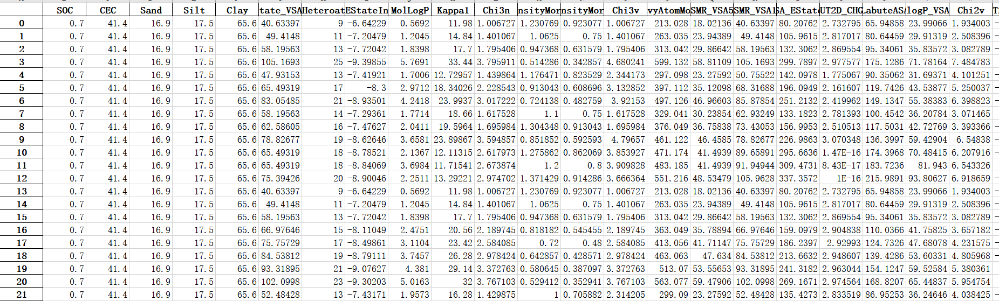 SOC CEC Sand Silt Clay tate_VSA Heteroat EStateIn MolLogP Kappa1 Chi3n nsityMor nsityMor Chi3v vyAtomMo SMR_VSA5 SMR_VSA1 SA_EState UT2D_CHG LabuteASA logP_VSA Chi2v
0 0.7 41.4 16.9 17.5 65.6 40.63397 9 -6.64229 0.5692 11.98 1.006727 1.230769 0.923077 1.006727 213.028 18.02136 40.63397 80.20762 2.732795 65.94858 23.99066 1.934003 -
1 0.7 41.4 16.9 17.5 65.6 49.4148 11 -7.20479 1.2045 14.84 1.401067 1.0625 0.75 1.401067 263.035 23.94389 49.4148 105.9615 2.817017 80.64459 29.91319 2.508396 -
2 0.7 41.4 16.9 17.5 65.6 58.19563 13 -7.72042 1.8398 17.7 1.795406 0.947368 0.631579 1.795406 313.042 29.86642 58.19563 132.3062 2.869554 95.34061 35.83572 3.082789 -
3 0.7 41.4 16.9 17.5 65.6 105.1693 25 -9.39855 5.7691 33.44 3.795911 0.514286 0.342857 4.680241 599.132 58.81109 105.1693 299.7897 2.977577 175.1286 71.78164 7.484783
4 0.7 41.4 16.9 17.5 65.6 47.93153 13 -7.41921 1.7006 12.72957 1.439864 1.176471 0.823529 2.344173 297.098 23.27592 50.75522 142.0978 1.775067 90.35062 31.69371 4.101251 -
5 0.7 41.4 16.9 17.5 65.6 65.49319 17 -8.3 2.9712 18.34026 2.228543 0.913043 0.608696 3.132852 397.112 35.12098 68.31688 196.0949 2.161607 119.7426 43.53877 5.250037 -
6 0.7 41.4 16.9 17.5 65.6 83.05485 21 -8.93501 4.2418 23.9937 3.017222 0.724138 0.482759 3.92153 497.126 46.96603 85.87854 251.2132 2.419962 149.1347 55.38383 6.398823 -
7 0.7 41.4 16.9 17.5 65.6 58.19563 14 -7.29361 1.7714 18.66 1.617528 1.1 0.75 1.617528 329.041 30.23854 62.93249 133.1823 2.781393 100.4542 36.20784 3.071465
8 0.7 41.4 16.9 17.5 65.6 62.58605 16 -7.47627 2.0411 19.5964 1.695984 1.304348 0.913043 1.695984 376.049 36.75838 73.43053 156.9953 2.510513 117.5031 42.72769 3.393366 -
9 0.7 41.4 16.9 17.5 65.6 78.82677 19 -8.62646 3.6581 23.89867 3.594857 0.851852 0.592593 4.79657 461.122 46.4585 78.82677 226.9863 3.070348 136.3997 59.42904 6.54838 -
10 0.7 41.4 16.9 17.5 65.6 65.49319 18 -8.78521 2.1367 12.11315 2.617973 1.275862 0.862069 3.853927 471.174 41.4939 89.65891 295.6636 1.47E-16 174.3968 70.48415 6.207916 -
11 0.7 41.4 16.9 17.5 65.6 65.49319 18 -8.84069 3.6984 11.71541 2.673874 1.2 0.8 3.909828 483.185 41.4939 91.94944 309.4731 8.43E-17 183.7236 81.943 6.543326
12 0.7 41.4 16.9 17.5 65.6 75.39426 20 -8.90046 2.2511 13.29221 2.974702 1.371429 0.914286 3.666364 551.216 48.53479 105.9628 337.3572 1E-16 215.9891 93.80627 6.918659 -
13 0.7 41.4 16.9 17.5 65.6 40.63397 9 -6.64229 0.5692 11.98 1.006727 1.230769 0.923077 1.006727 213.028 18.02136 40.63397 80.20762 2.732795 65.94858 23.99066 1.934003 -
14 0.7 41.4 16.9 17.5 65.6 49.4148 11 -7.20479 1.2045 14.84 1.401067 1.0625 0.75 1.401067 263.035 23.94389 49.4148 105.9615 2.817017 80.64459 29.91319 2.508396 -
15 0.7 41.4 16.9 17.5 65.6 58.19563 13 -7.72042 1.8398 17.7 1.795406 0.947368 0.631579 1.795406 313.042 29.86642 58.19563 132.3062 2.869554 95.34061 35.83572 3.082789 -
16 0.7 41.4 16.9 17.5 65.6 66.97646 15 -8.11049 2.4751 20.56 2.189745 0.818182 0.545455 2.189745 363.049 35.78894 66.97646 159.0979 2.904838 110.0366 41.75825 3.657182 -
17 0.7 41.4 16.9 17.5 65.6 75.75729 17 -8.49861 3.1104 23.42 2.584085 0.72 0.48 2.584085 413.056 41.71147 75.75729 186.2397 2.92993 124.7326 47.68078 4.231575 -
18 0.7 41.4 16.9 17.5 65.6 84.53812 19 -8.79111 3.7457 26.28 2.978424 0.642857 0.428571 2.978424 463.063 47.634 84.53812 213.6632 2.948607 139.4286 53.60331 4.805968 -
19 0.7 41.4 16.9 17.5 65.6 93.31895 21 -9.07627 4.381 29.14 3.372763 0.580645 0.387097 3.372763 513.07 53.55653 93.31895 241.3182 2.963044 154.1247 59.52584 5.380361
20 0.7 41.4 16.9 17.5 65.6 102.0998 23 -9.30203 5.0163 32 3.767103 0.529412 0.352941 3.767103 563.077 59.47906 102.0998 269.1671 2.974564 168.8207 65.44837 5.954754
21 0.7 41.4 16.9 17.5 65.6 52.48428 13 -7.43171 1.9573 16.28 1.429875 1 0.705882 2.314205 299.09 23.27592 52.48428 135.4273 2.833519 86.95253 36.24646 4.038425 -